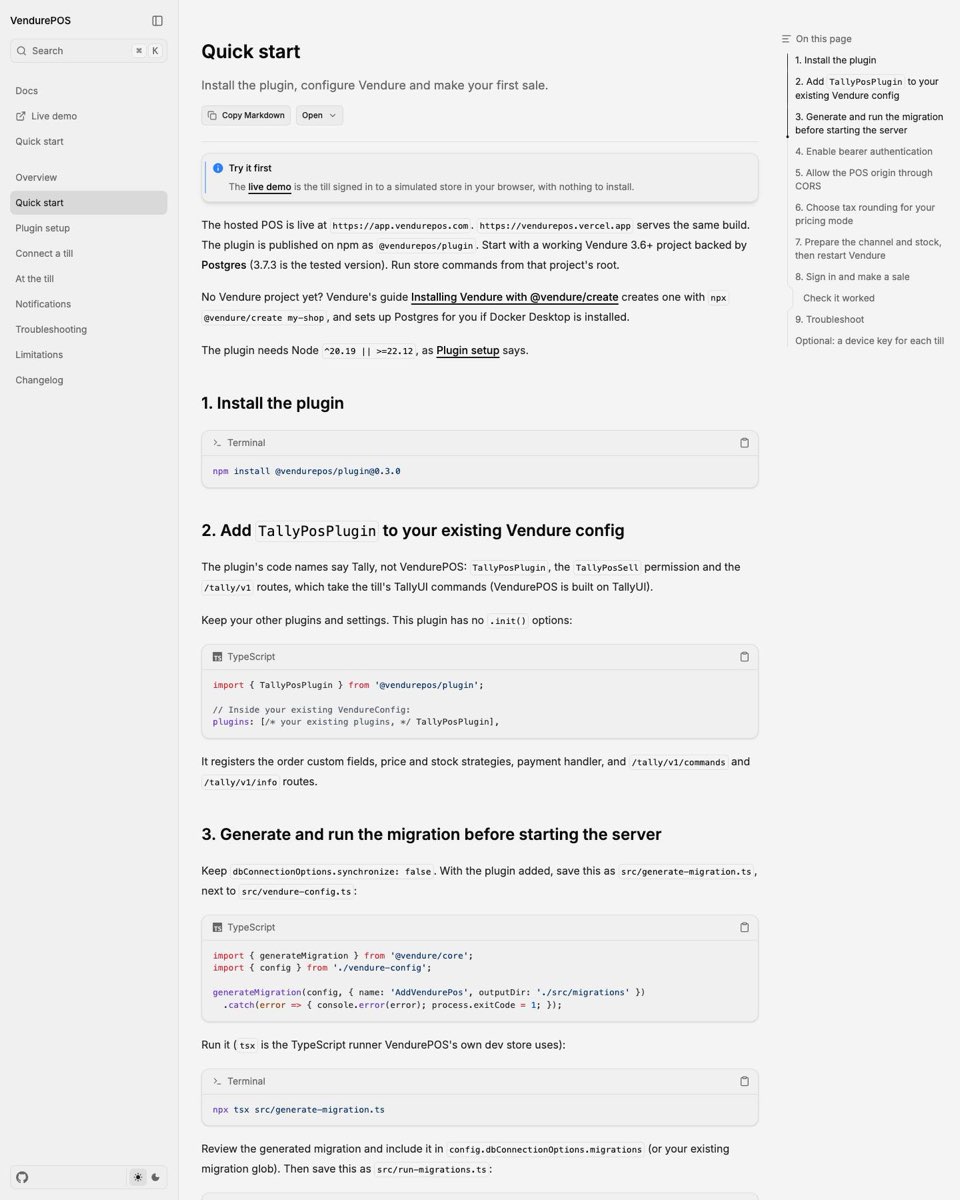 VendurePOS
Search ⌘ K
Docs
Live demo
Quick start
Overview
Quick start
Plugin setup
Connect a till
At the till
Notifications
Troubleshooting
Limitations
Changelog
Quick start
Install the plugin, configure Vendure and make your first sale.
Copy Markdown Open
Try it first
The live demo is the till signed in to a simulated store in your browser, with nothing to install.
The hosted POS is live at https://app.vendurepos.com. https://vendurepos.vercel.app serves the same build.
The plugin is published on npm as @vendurepos/plugin. Start with a working Vendure 3.6+ project backed by
Postgres (3.7.3 is the tested version). Run store commands from that project's root.
No Vendure project yet? Vendure's guide Installing Vendure with @vendure/create creates one with npx
@vendure/create my-shop, and sets up Postgres for you if Docker Desktop is installed.
The plugin needs Node ^20.19 || >=22.12, as Plugin setup says.
1. Install the plugin
Terminal
npm install @vendurepos/plugin@0.3.0
2. Add TallyPosPlugin to your existing Vendure config
The plugin's code names say Tally, not VendurePOS: TallyPosPlugin, the TallyPosSell permission and the
/tally/v1 routes, which take the till's TallyUI commands (VendurePOS is built on TallyUI).
Keep your other plugins and settings. This plugin has no .init() options:
TypeScript
import { TallyPosPlugin } from '@vendurepos/plugin';
// Inside your existing VendureConfig:
plugins: [/* your existing plugins, */ TallyPosPlugin],
It registers the order custom fields, price and stock strategies, payment handler, and /tally/v1/commands and
/tally/v1/info routes.
3. Generate and run the migration before starting the server
Keep dbConnectionOptions.synchronize: false. With the plugin added, save this as src/generate-migration.ts,
next to src/vendure-config.ts:
TypeScript
import { generateMigration } from '@vendure/core';
import { config } from './vendure-config';
generateMigration(config, { name: 'AddVendurePos', outputDir: './src/migrations' })
.catch(error => { console.error(error); process.exitCode = 1; });
Run it (tsx is the TypeScript runner VendurePOS's own dev store uses):
Terminal
npx tsx src/generate-migration.ts
Review the generated migration and include it in config.dbConnectionOptions.migrations (or your existing
migration glob). Then save this as src/run-migrations.ts:
On this page
1. Install the plugin
2. Add TallyPosPlugin to your
existing Vendure config
3. Generate and run the migration
before starting the server
4. Enable bearer authentication
5. Allow the POS origin through
CORS
6. Choose tax rounding for your
pricing mode
7. Prepare the channel and stock,
then restart Vendure
8. Sign in and make a sale
Check it worked
9. Troubleshoot
Optional: a device key for each till